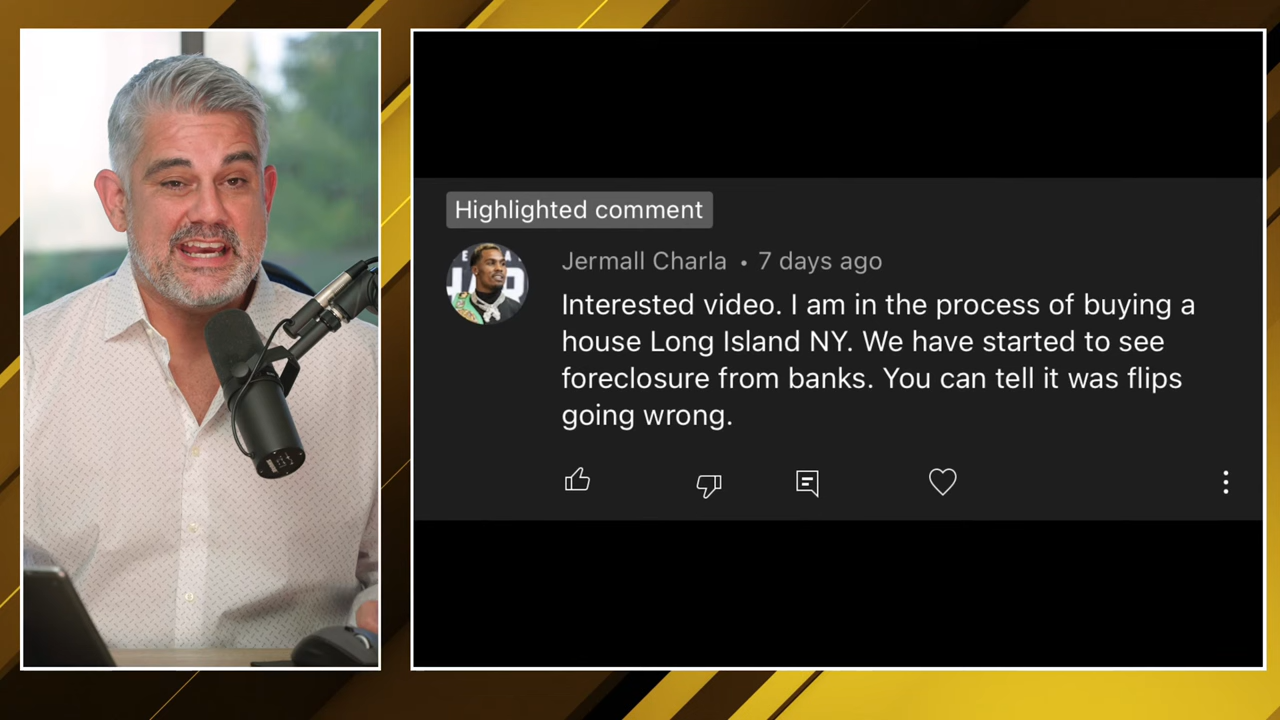 Highlighted comment
Jermall Charla • 7 days ago
Interested video. I am in the process of buying a
house Long Island NY. We have started to see
foreclosure from banks. You can tell it was flips
going wrong.